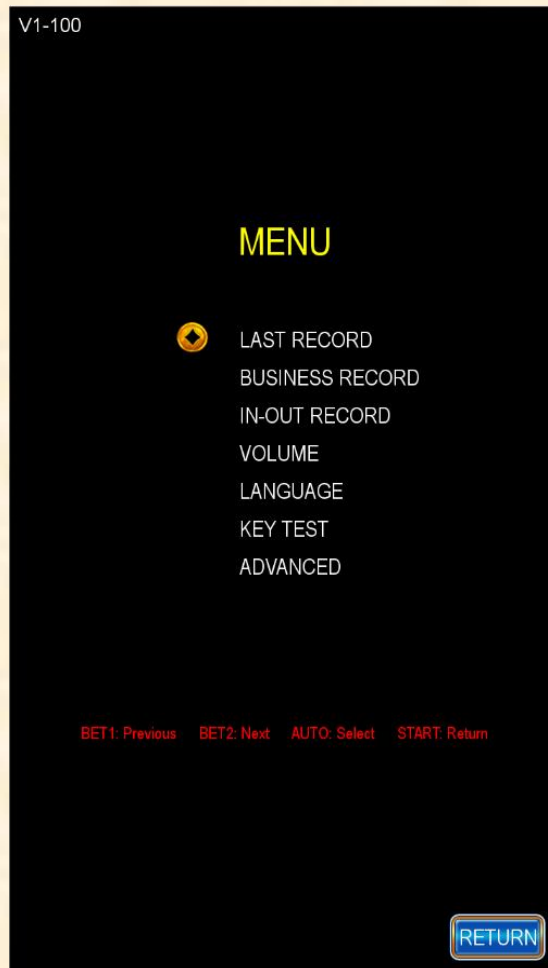 V1-100
MENU
LAST RECORD
BUSINESS RECORD
IN-OUT RECORD
VOLUME
LANGUAGE
KEY TEST
ADVANCED
BET1: Previous BET2: Next AUTO: Select START: Return
RETURN